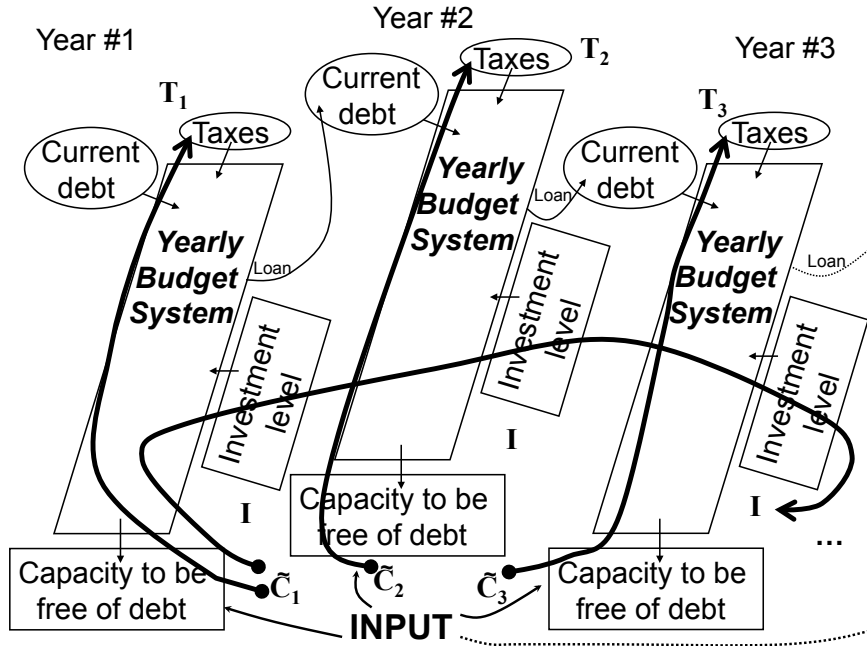 Year #1
T₁
Taxes
Current
debt
Yearly
Budget
System
Loan
Investment
level
I
Capacity to be
free of debt
C̃₁
Year #2
T₂
Taxes
Current
debt
Yearly
Budget
System
Loan
Investment
level
I
Capacity to be
free of debt
C̃₂
Year #3
T₃
Taxes
Current
debt
Yearly
Budget
System
Loan
Investment
level
I
...
C̃₃
Capacity to be
free of debt
INPUT